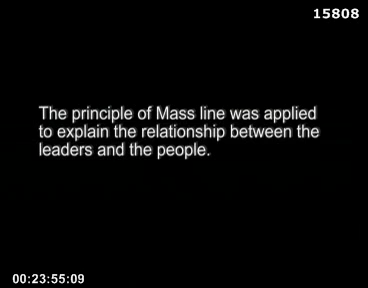 15808
The principle of Mass line was applied
to explain the relationship between the
leaders and the people.
00:23:55:09